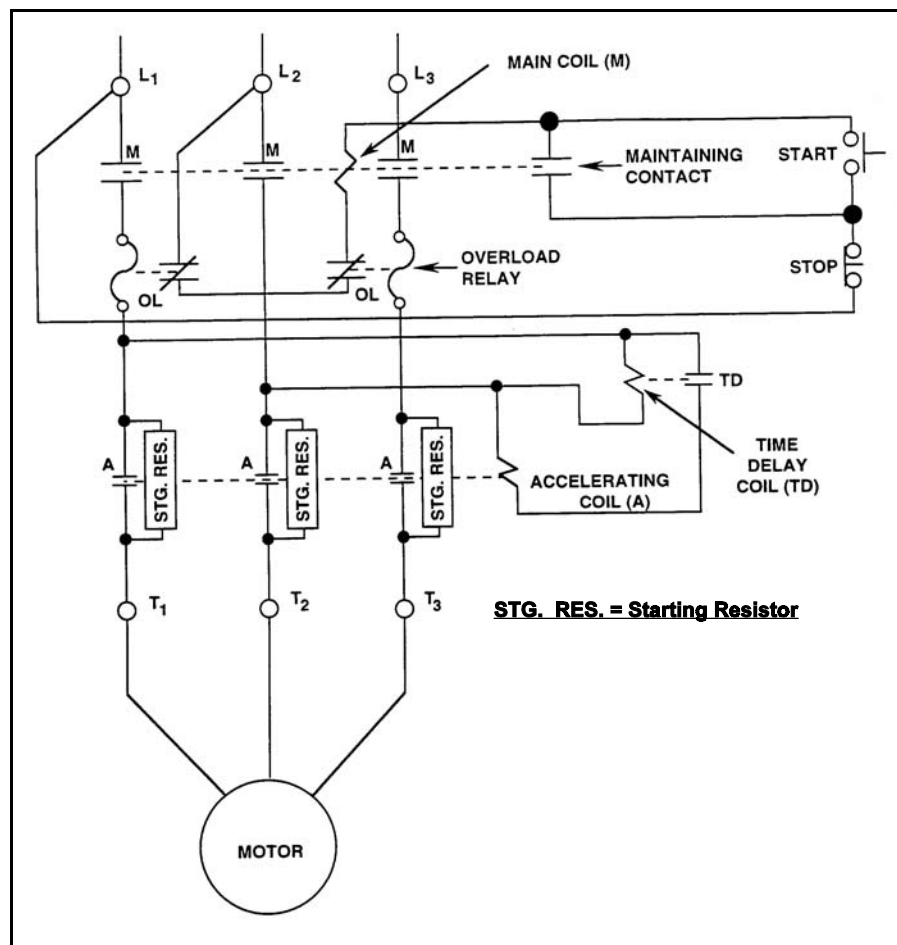 L1
L2
L3
MAIN COIL (M)
M
M
M
MAINTAINING
CONTACT
START
OVERLOAD
RELAY
STOP
OL
OL
TD
A
STG. RES.
A
STG. RES.
A
STG. RES.
ACCELERATING
COIL (A)
TIME
DELAY
COIL (TD)
T1
T2
T3
STG. RES. = Starting Resistor
MOTOR